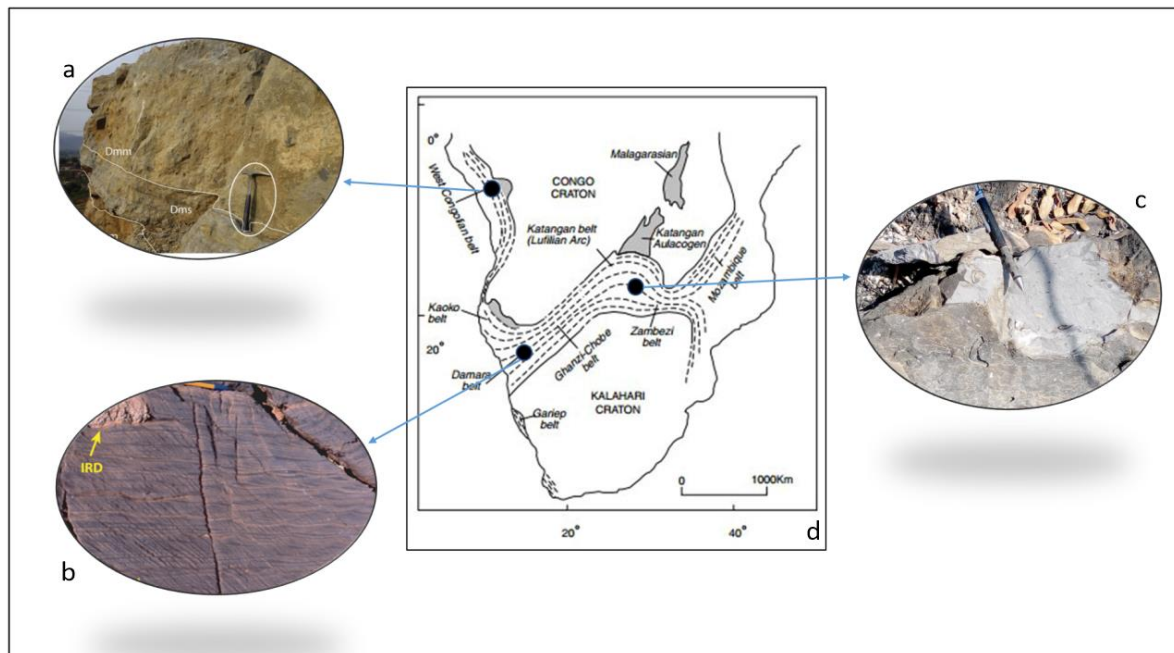 a
Dmm
Dms
0°
West Congolian belt
CONGO
CRATON
Malagarasian
Katangan belt
(Lufilian Arc)
Katangan
Aulacogen
Mozambique
belt
Kaoko
belt
Zambezi
belt
20°
Ghanzi-Chobe
belt
Damara
belt
KALAHARI
CRATON
Gariep
belt
0
1000Km
20°
40°
d
c
IRD
b